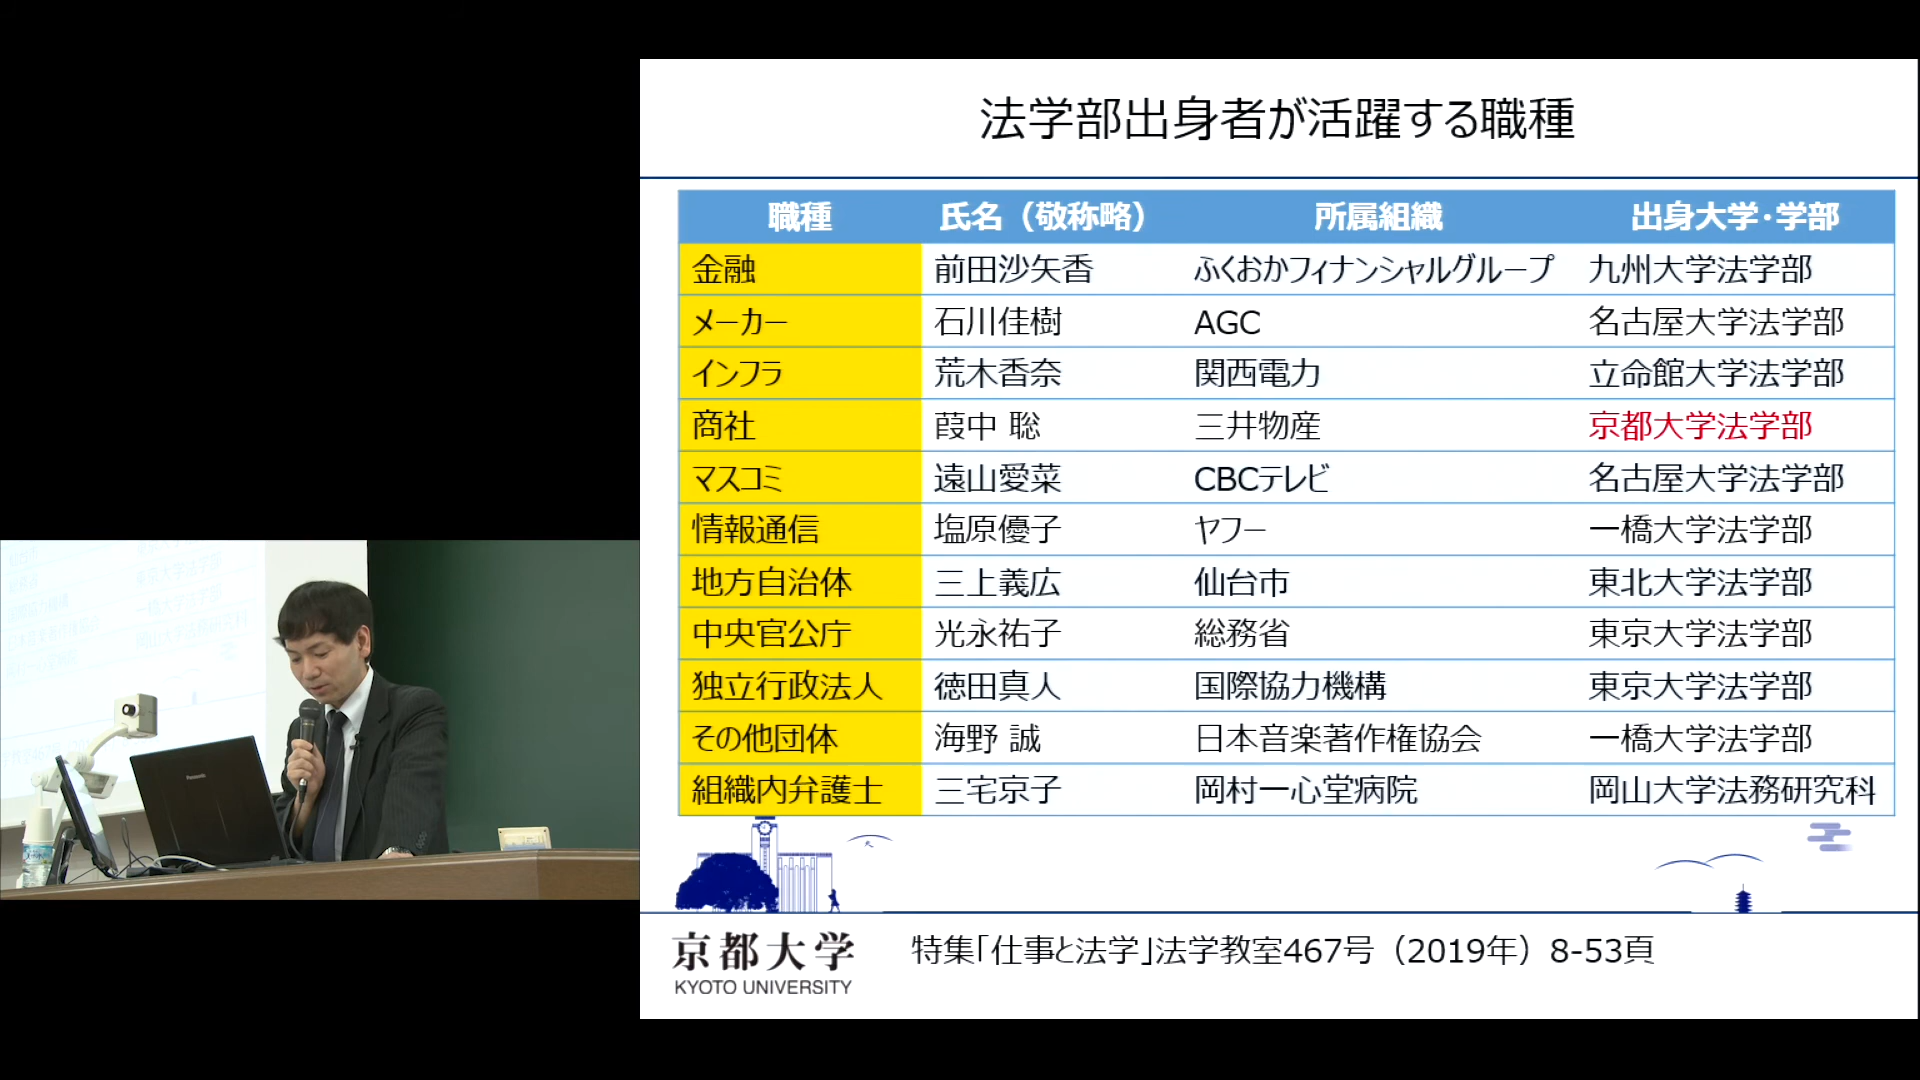 法学部出身者が活躍する職種
職種 氏名（敬称略） 所属組織 出身大学・学部
金融 前田沙矢香 ふくおかフィナンシャルグループ 九州大学法学部
メーカー 石川佳樹 AGC 名古屋大学法学部
インフラ 荒木香奈 関西電力 立命館大学法学部
商社 葭中 聡 三井物産 京都大学法学部
マスコミ 遠山愛菜 CBCテレビ 名古屋大学法学部
情報通信 塩原優子 ヤフー 一橋大学法学部
地方自治体 三上義広 仙台市 東北大学法学部
中央官公庁 光永祐子 総務省 東京大学法学部
独立行政法人 徳田真人 国際協力機構 東京大学法学部
その他団体 海野 誠 日本音楽著作権協会 一橋大学法学部
組織内弁護士 三宅京子 岡村一心堂病院 岡山大学法務研究科
京都大学
KYOTO UNIVERSITY
特集「仕事と法学」法学教室467号（2019年）8-53頁
Panasonic